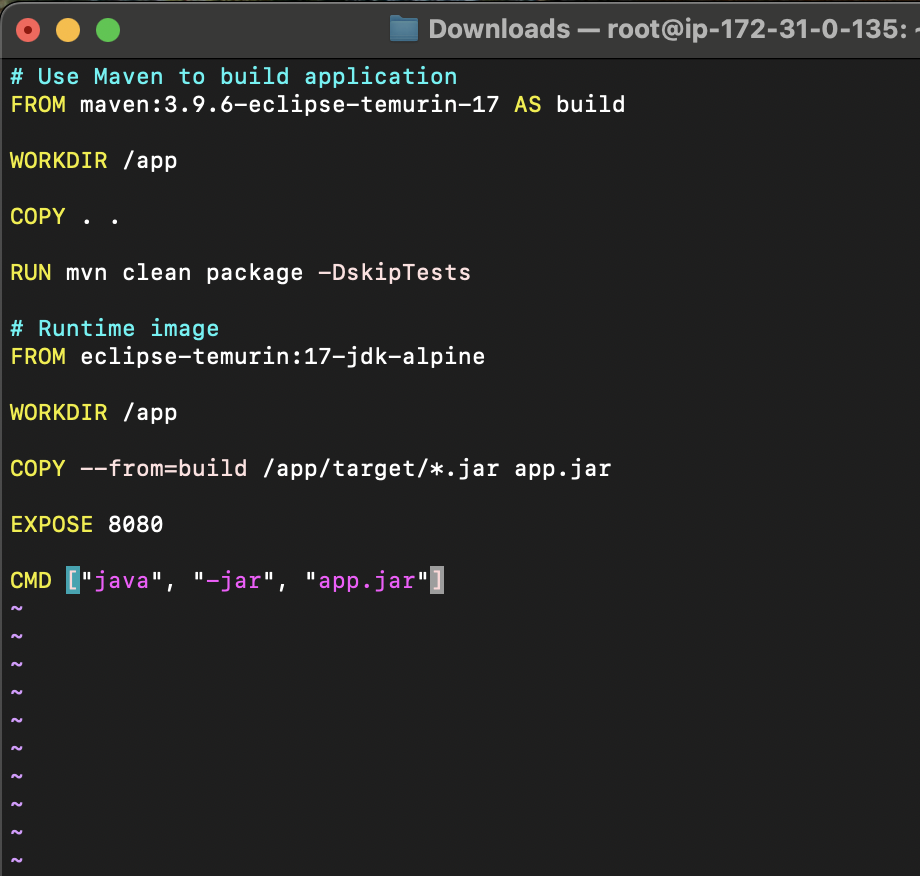 Downloads — root@ip-172-31-0-135: ~
# Use Maven to build application
FROM maven:3.9.6-eclipse-temurin-17 AS build
WORKDIR /app
COPY . .
RUN mvn clean package -DskipTests
# Runtime image
FROM eclipse-temurin:17-jdk-alpine
WORKDIR /app
COPY --from=build /app/target/*.jar app.jar
EXPOSE 8080
CMD ["java", "-jar", "app.jar"]
~
~
~
~
~
~
~
~
~
~